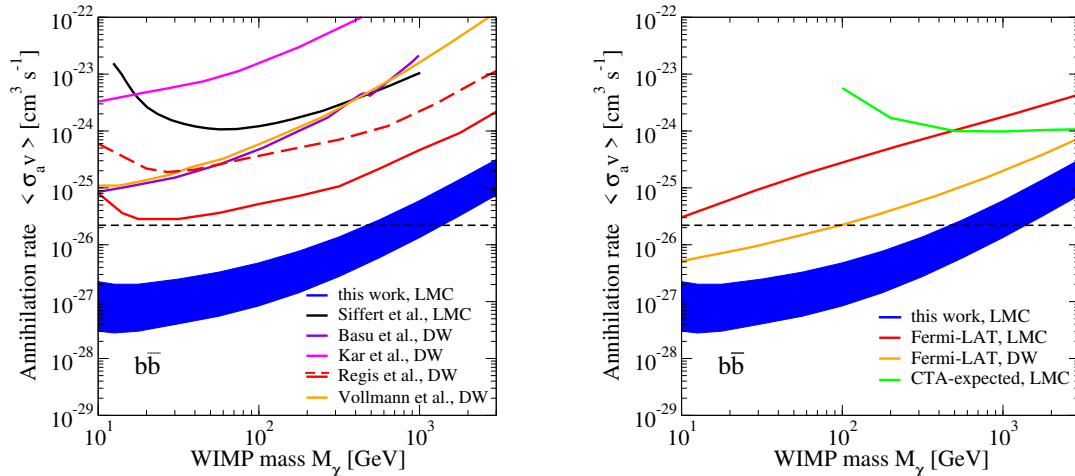 10^-22
10^-23
10^-24
10^-25
10^-26
10^-27
10^-28
10^-29
Annihilation rate < σ_a v > [cm^3 s^-1]
this work, LMC
Siffert et al., LMC
Basu et al., DW
Kar et al., DW
Regis et al., DW
Vollmann et al., DW
bb̅
10^1 10^2 10^3
WIMP mass M_χ [GeV]
10^-22
10^-23
10^-24
10^-25
10^-26
10^-27
10^-28
10^-29
Annihilation rate < σ_a v > [cm^3 s^-1]
this work, LMC
Fermi-LAT, LMC
Fermi-LAT, DW
CTA-expected, LMC
bb̅
10^1 10^2 10^3
WIMP mass M_χ [GeV]